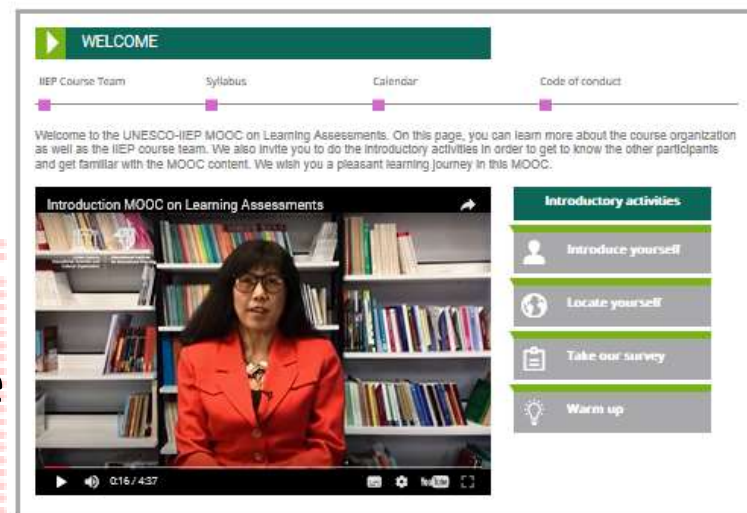 WELCOME
IIEP Course Team
Syllabus
Calendar
Code of conduct
Welcome to the UNESCO-IIEP MOOC on Learning Assessments. On this page, you can learn more about the course organization
as well as the IIEP course team. We also invite you to do the introductory activities in order to get to know the other participants
and get familiar with the MOOC content. We wish you a pleasant learning journey in this MOOC.
Introduction MOOC on Learning Assessments
0:16 / 4:37
YouTube
Introductory activities
Introduce yourself
Locate yourself
Take our survey
Warm up